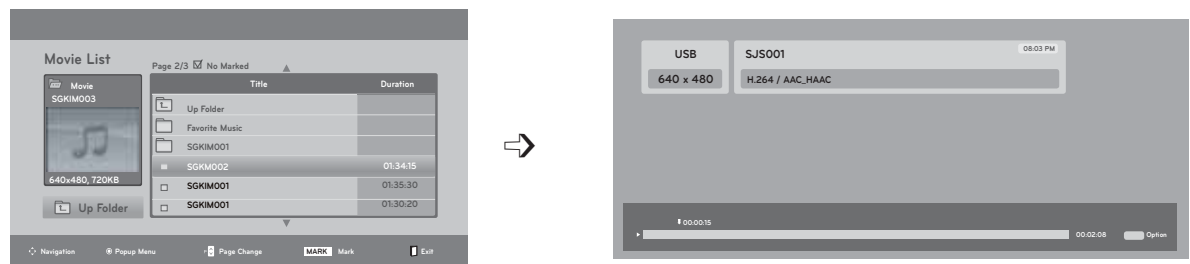 Movie List
Page 2/3 No Marked
Movie
SGKIM003
640x480, 720KB
Up Folder
Title Duration
Up Folder
Favorite Music
SGKIM001
SGKM002 01:34:15
SGKIM001 01:35:30
SGKIM001 01:30:20
Navigation Popup Menu Page Change MARK Mark Exit
USB
640 x 480
SJS001 08:03 PM
H.264 / AAC_HAAC
00:00:15
00:02:08 Option